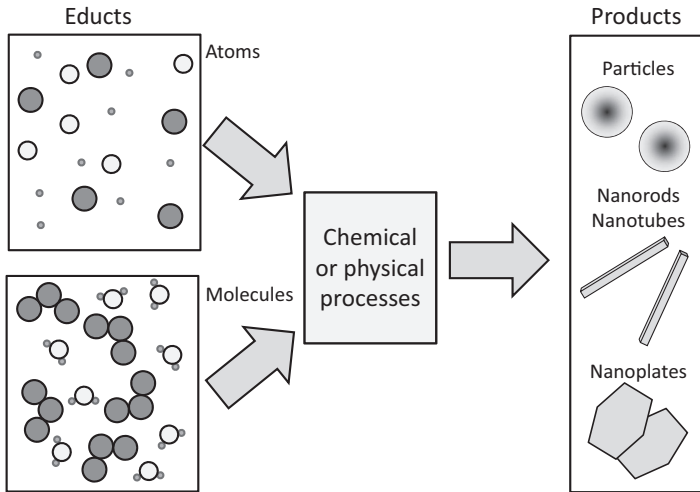 Educts
Atoms
Molecules
Chemical
or physical
processes
Products
Particles
Nanorods
Nanotubes
Nanoplates